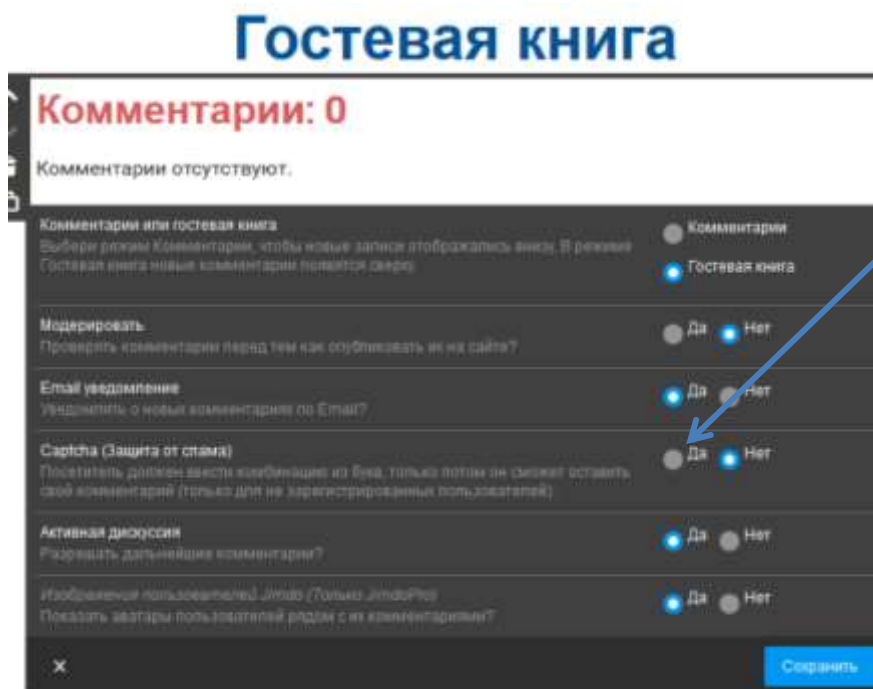 Гостевая книга
Комментарии: 0
Комментарии отсутствуют.
Комментарии или гостевая книга
Выбери режим Комментарии, чтобы новые записи отображались внизу. В режиме
Гостевая книга новые комментарии появятся сверху.
Комментарии
Гостевая книга
Модерировать
Проверять комментарии перед тем как опубликовать их на сайте?
Да Нет
Email уведомление
Уведомлять о новых комментариях по Email?
Да Нет
Captcha (Защита от спама)
Посетитель должен ввести комбинацию из букв, только потом он сможет оставить
свой комментарий (только для не зарегистрированных пользователей)
Да Нет
Активная дискуссия
Разрешать дальнейшие комментарии?
Да Нет
Изображения пользователей Jimdo (Только JimdoPro)
Показать аватары пользователей рядом с их комментариями?
Да Нет
Сохранить